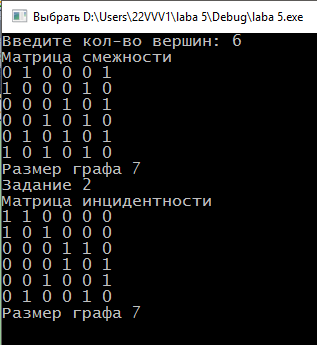 Выбрать D:\Users\22VVV1\laba 5\Debug\laba 5.exe
Введите кол-во вершин: 6
Матрица смежности
0 1 0 0 0 1
1 0 0 0 1 0
0 0 0 1 0 1
0 0 1 0 1 0
0 1 0 1 0 1
1 0 1 0 1 0
Размер графа 7
Задание 2
Матрица инцидентности
1 1 0 0 0 0
1 0 1 0 0 0
0 0 0 1 1 0
0 0 0 1 0 1
0 0 1 0 0 1
0 1 0 0 1 0
Размер графа 7